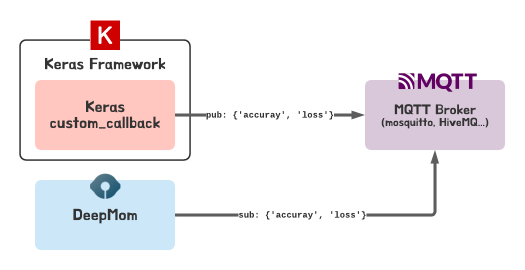 K
Keras Framework
Keras
custom_callback
pub: {'accuray', 'loss'}
MQTT
MQTT Broker
(mosquitto, HiveMQ...)
DeepMom
sub: {'accuray', 'loss'}